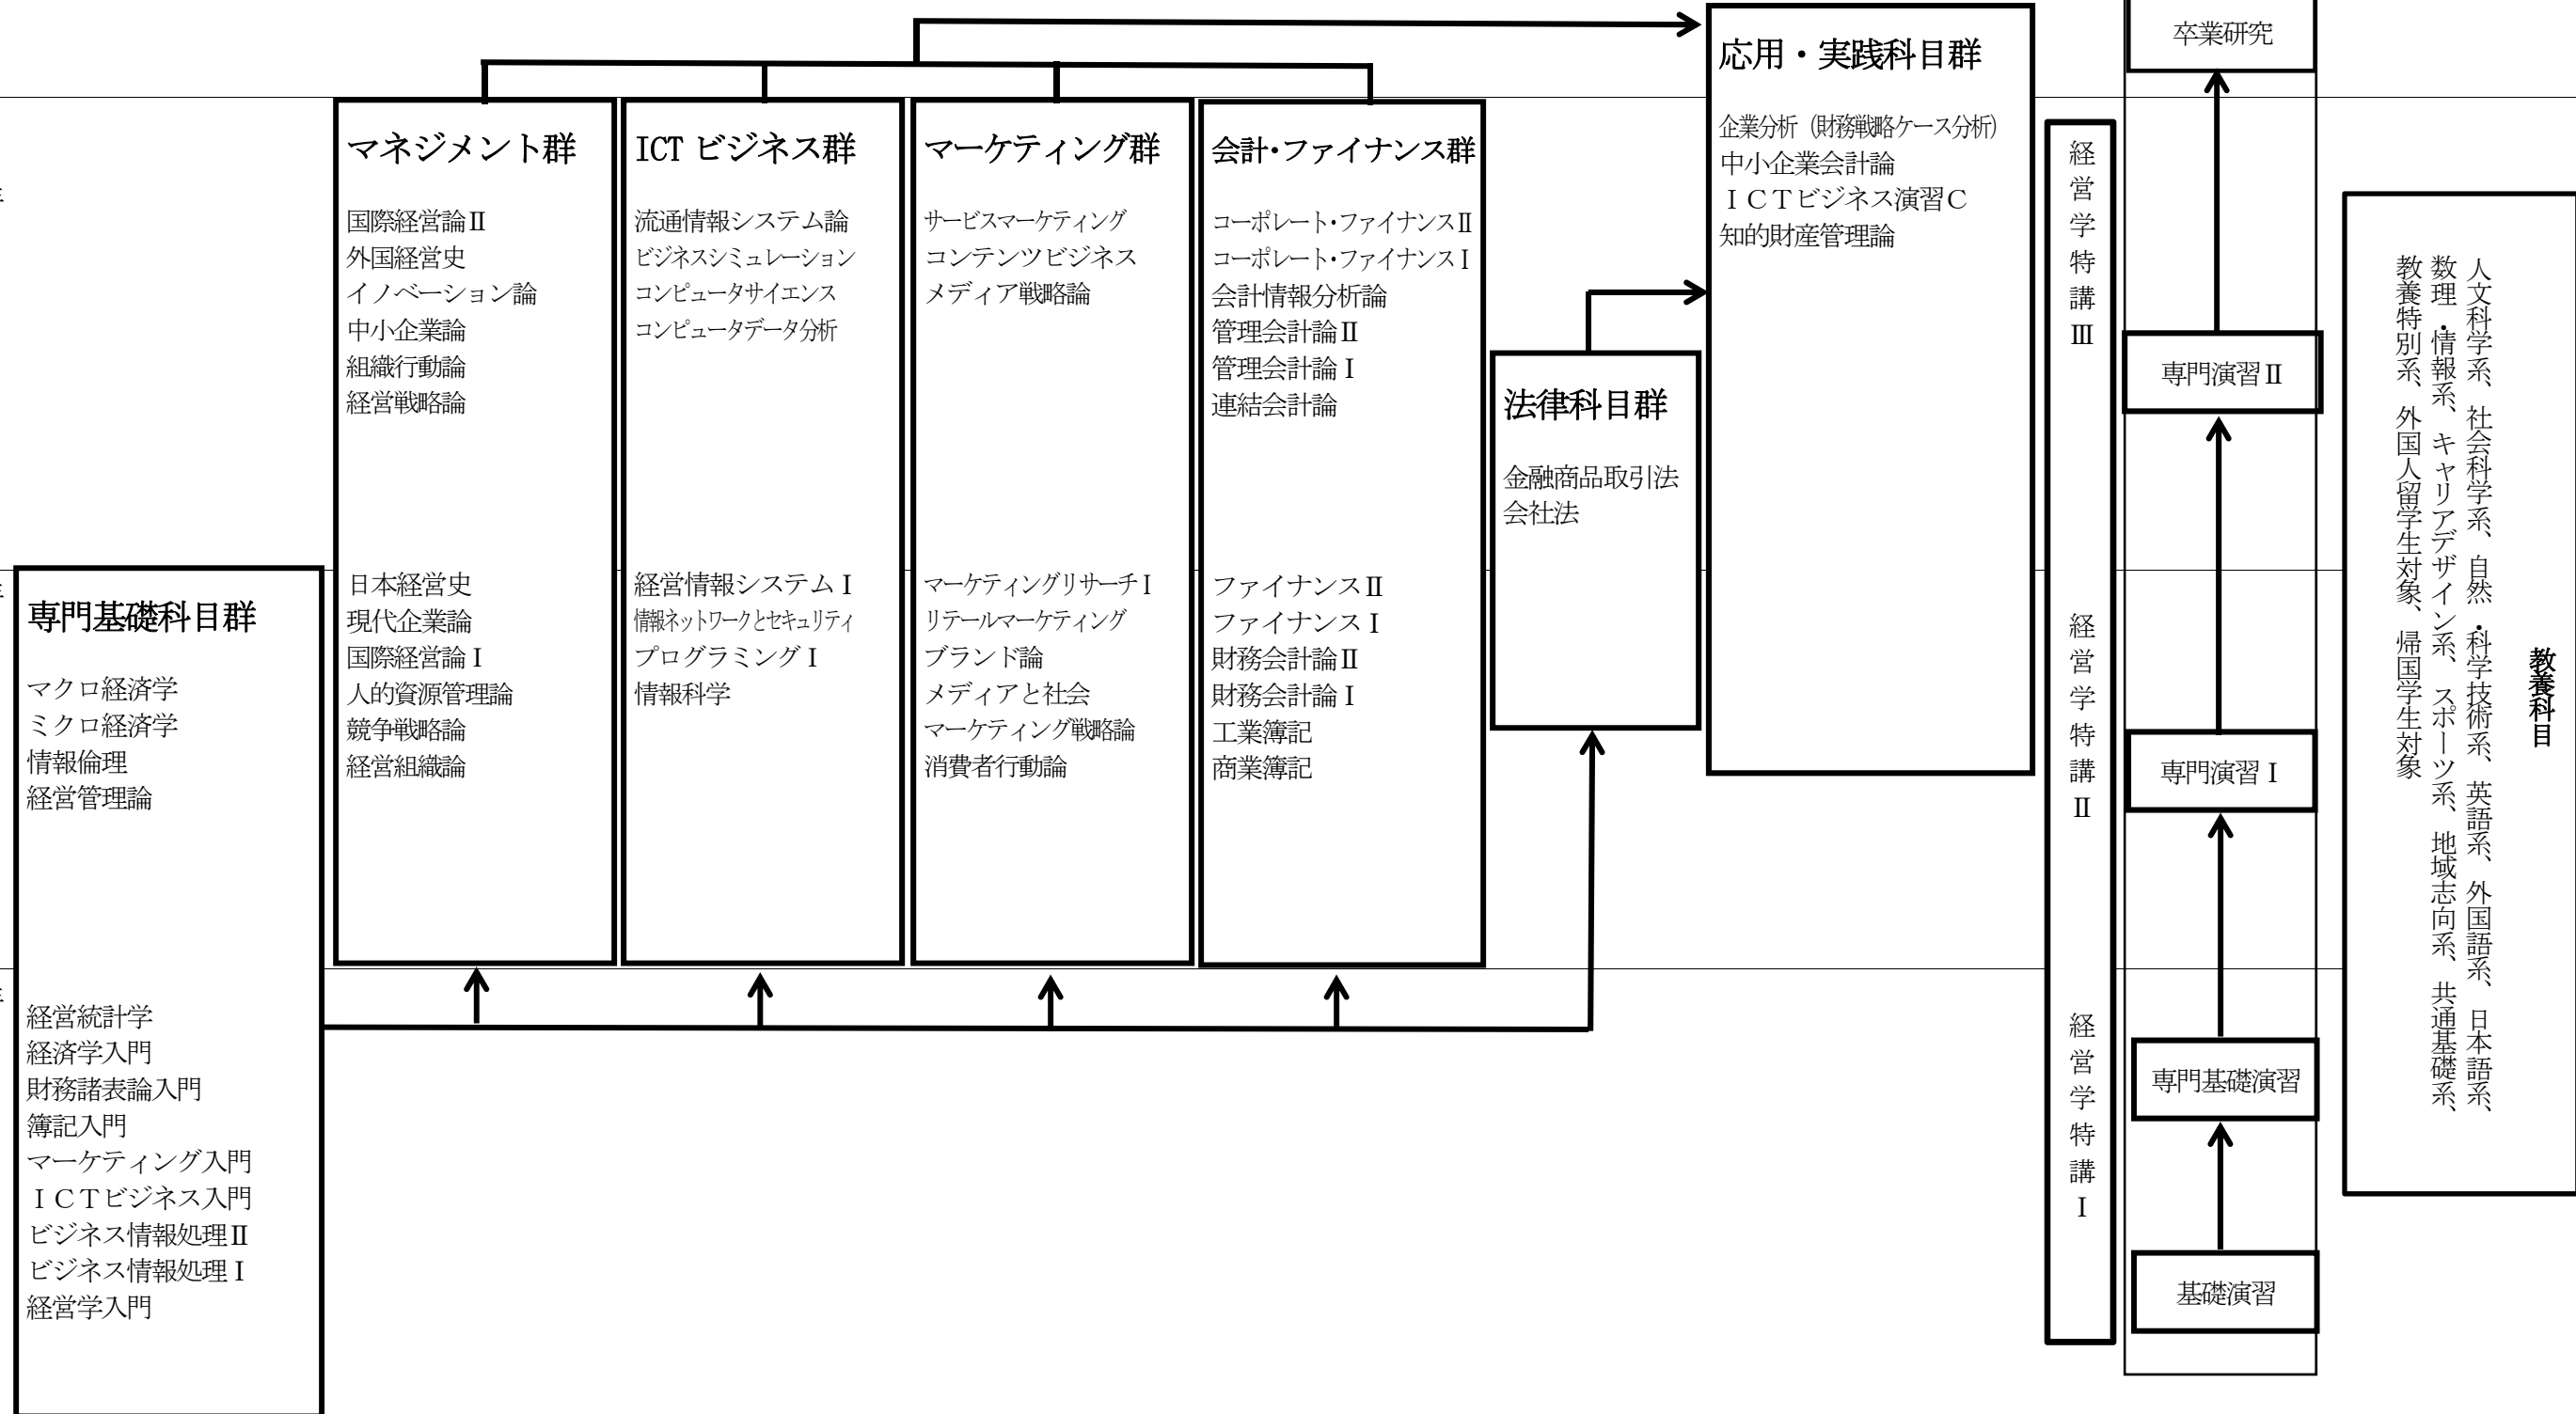 卒業研究
応用・実践科目群
企業分析（財務戦略ケース分析）
中小企業会計論
ＩＣＴビジネス演習Ｃ
知的財産管理論
マネジメント群
国際経営論Ⅱ
外国経営史
イノベーション論
中小企業論
組織行動論
経営戦略論
日本経営史
現代企業論
国際経営論Ⅰ
人的資源管理論
競争戦略論
経営組織論
ICT ビジネス群
流通情報システム論
ビジネスシミュレーション
コンピュータサイエンス
コンピュータデータ分析
経営情報システムⅠ
情報ネットワークとセキュリティ
プログラミングⅠ
情報科学
マーケティング群
サービスマーケティング
コンテンツビジネス
メディア戦略論
マーケティングリサーチⅠ
リテールマーケティング
ブランド論
メディアと社会
マーケティング戦略論
消費者行動論
会計・ファイナンス群
コーポレート・ファイナンスⅡ
コーポレート・ファイナンスⅠ
会計情報分析論
管理会計論Ⅱ
管理会計論Ⅰ
連結会計論
ファイナンスⅡ
ファイナンスⅠ
財務会計論Ⅱ
財務会計論Ⅰ
工業簿記
商業簿記
法律科目群
金融商品取引法
会社法
専門基礎科目群
マクロ経済学
ミクロ経済学
情報倫理
経営管理論
経営統計学
経済学入門
財務諸表論入門
簿記入門
マーケティング入門
ＩＣＴビジネス入門
ビジネス情報処理Ⅱ
ビジネス情報処理Ⅰ
経営学入門
経営学特講Ⅲ
経営学特講Ⅱ
経営学特講Ⅰ
専門演習Ⅱ
専門演習Ⅰ
専門基礎演習
基礎演習
教養科目
人文科学系、社会科学系、自然・科学技術系、英語系、外国語系、日本語系、
数理・情報系、キャリアデザイン系、スポーツ系、地域志向系、共通基礎系、
教養特別系、外国人留学生対象、帰国学生対象